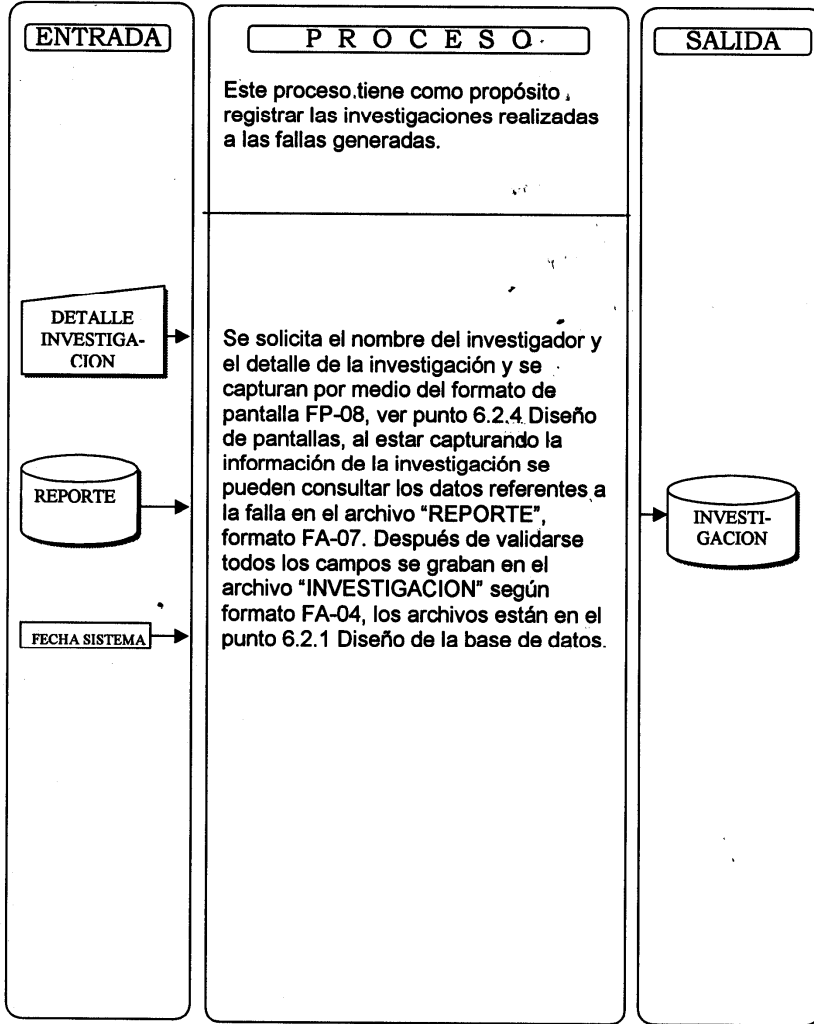 ENTRADA
P R O C E S O
SALIDA
Este proceso tiene como propósito
registrar las investigaciones realizadas
a las fallas generadas.
DETALLE
INVESTIGA-
CION
REPORTE
FECHA SISTEMA
Se solicita el nombre del investigador y
el detalle de la investigación y se
capturan por medio del formato de
pantalla FP-08, ver punto 6.2.4 Diseño
de pantallas, al estar capturando la
información de la investigación se
pueden consultar los datos referentes a
la falla en el archivo “REPORTE”,
formato FA-07. Después de validarse
todos los campos se graban en el
archivo “INVESTIGACION” según
formato FA-04, los archivos están en el
punto 6.2.1 Diseño de la base de datos.
INVESTI-
GACION